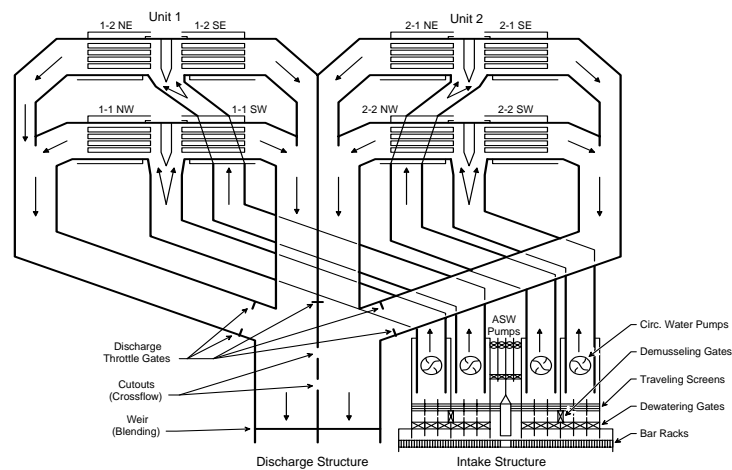 Unit 1
Unit 2
1-2 NE
1-2 SE
2-1 NE
2-1 SE
1-1 NW
1-1 SW
2-2 NW
2-2 SW
ASW
Pumps
Circ. Water Pumps
Demusseling Gates
Traveling Screens
Dewatering Gates
Bar Racks
Discharge
Throttle Gates
Cutouts
(Crossflow)
Weir
(Blending)
Discharge Structure
Intake Structure